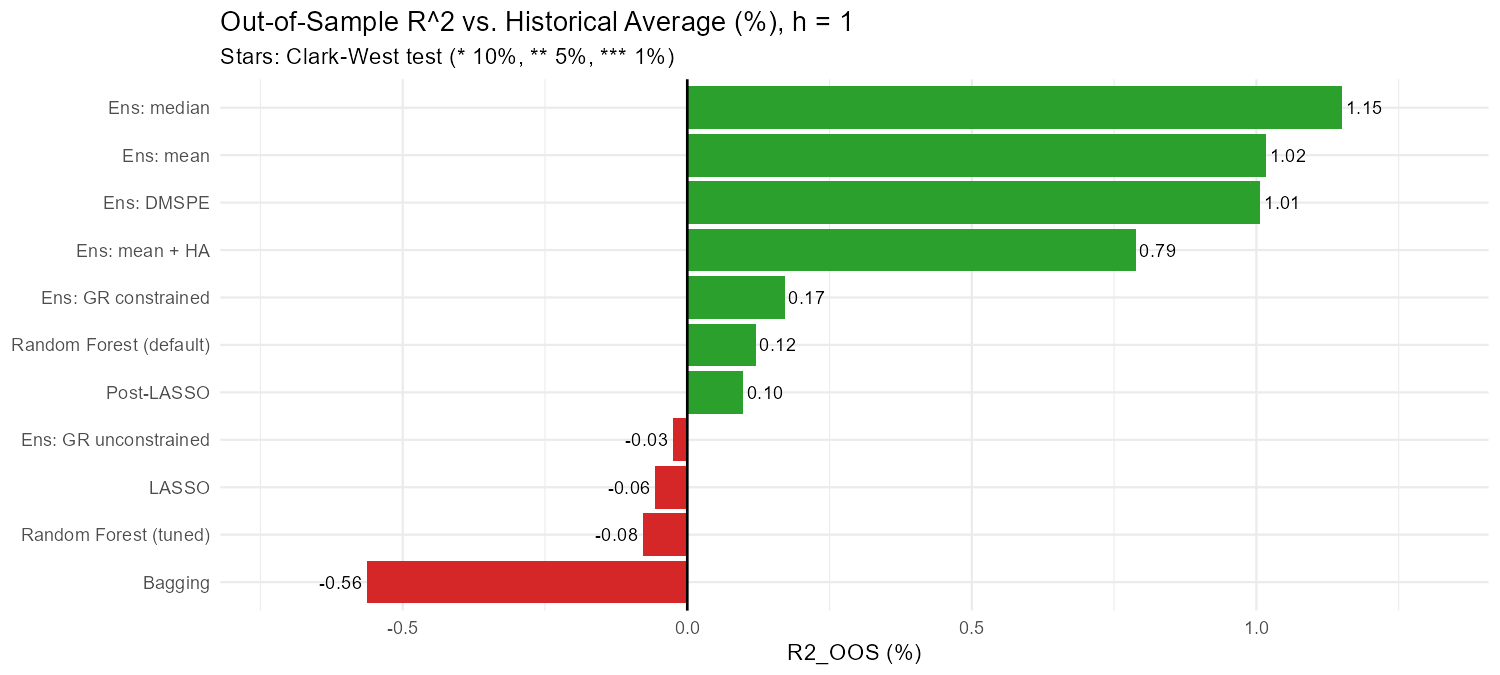 Out-of-Sample R^2 vs. Historical Average (%), h = 1
Stars: Clark-West test (* 10%, ** 5%, *** 1%)
Ens: median 1.15
Ens: mean 1.02
Ens: DMSPE 1.01
Ens: mean + HA 0.79
Ens: GR constrained 0.17
Random Forest (default) 0.12
Post-LASSO 0.10
Ens: GR unconstrained -0.03
LASSO -0.06
Random Forest (tuned) -0.08
Bagging -0.56
-0.5 0.0 0.5 1.0
R2_OOS (%)